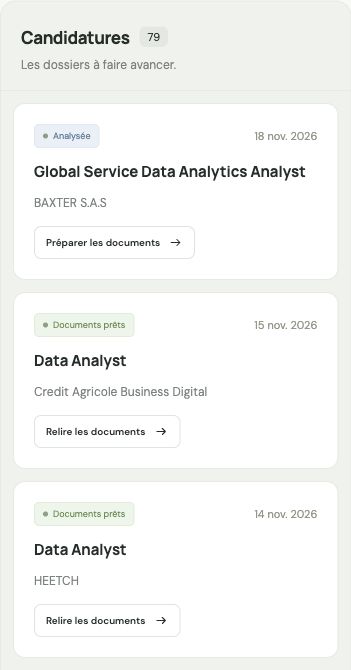 Candidatures 79
Les dossiers à faire avancer.
Analysée 18 nov. 2026
Global Service Data Analytics Analyst
BAXTER S.A.S
Préparer les documents →
Documents prêts 15 nov. 2026
Data Analyst
Credit Agricole Business Digital
Relire les documents →
Documents prêts 14 nov. 2026
Data Analyst
HEETCH
Relire les documents →